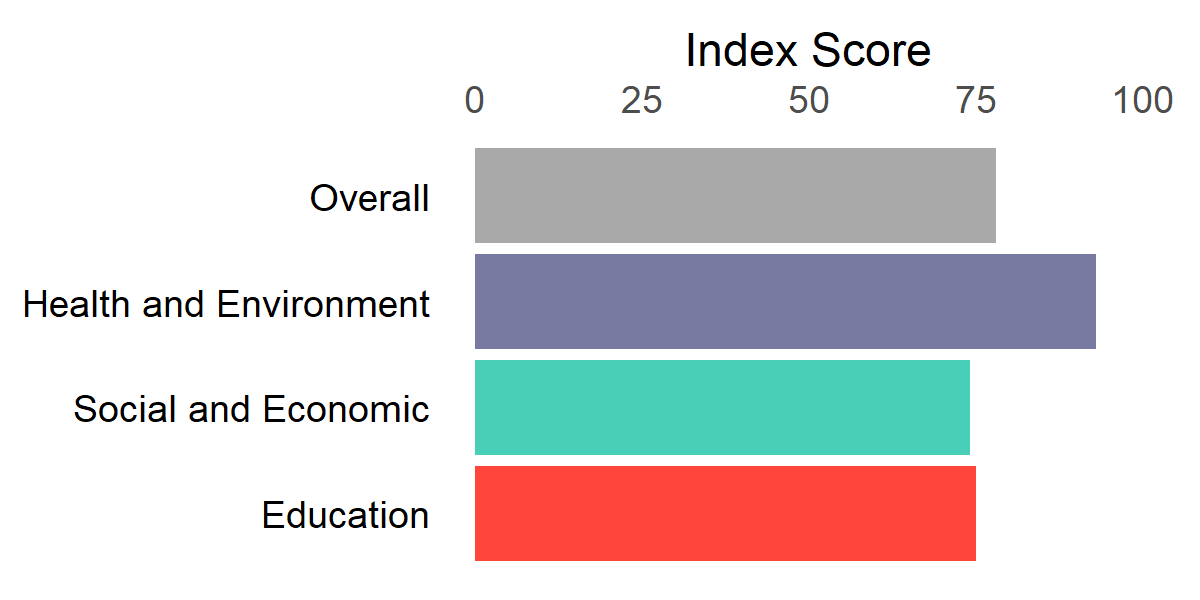 Index Score
0 25 50 75 100
Overall
Health and Environment
Social and Economic
Education